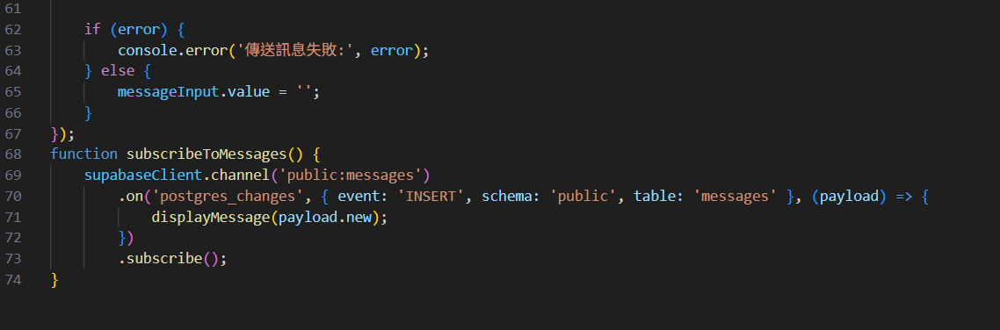 61
62 if (error) {
63 console.error('傳送訊息失敗:', error);
64 } else {
65 messageInput.value = '';
66 }
67 });
68 function subscribeToMessages() {
69 supabaseClient.channel('public:messages')
70 .on('postgres_changes', { event: 'INSERT', schema: 'public', table: 'messages' }, (payload) => {
71 displayMessage(payload.new);
72 })
73 .subscribe();
74 }